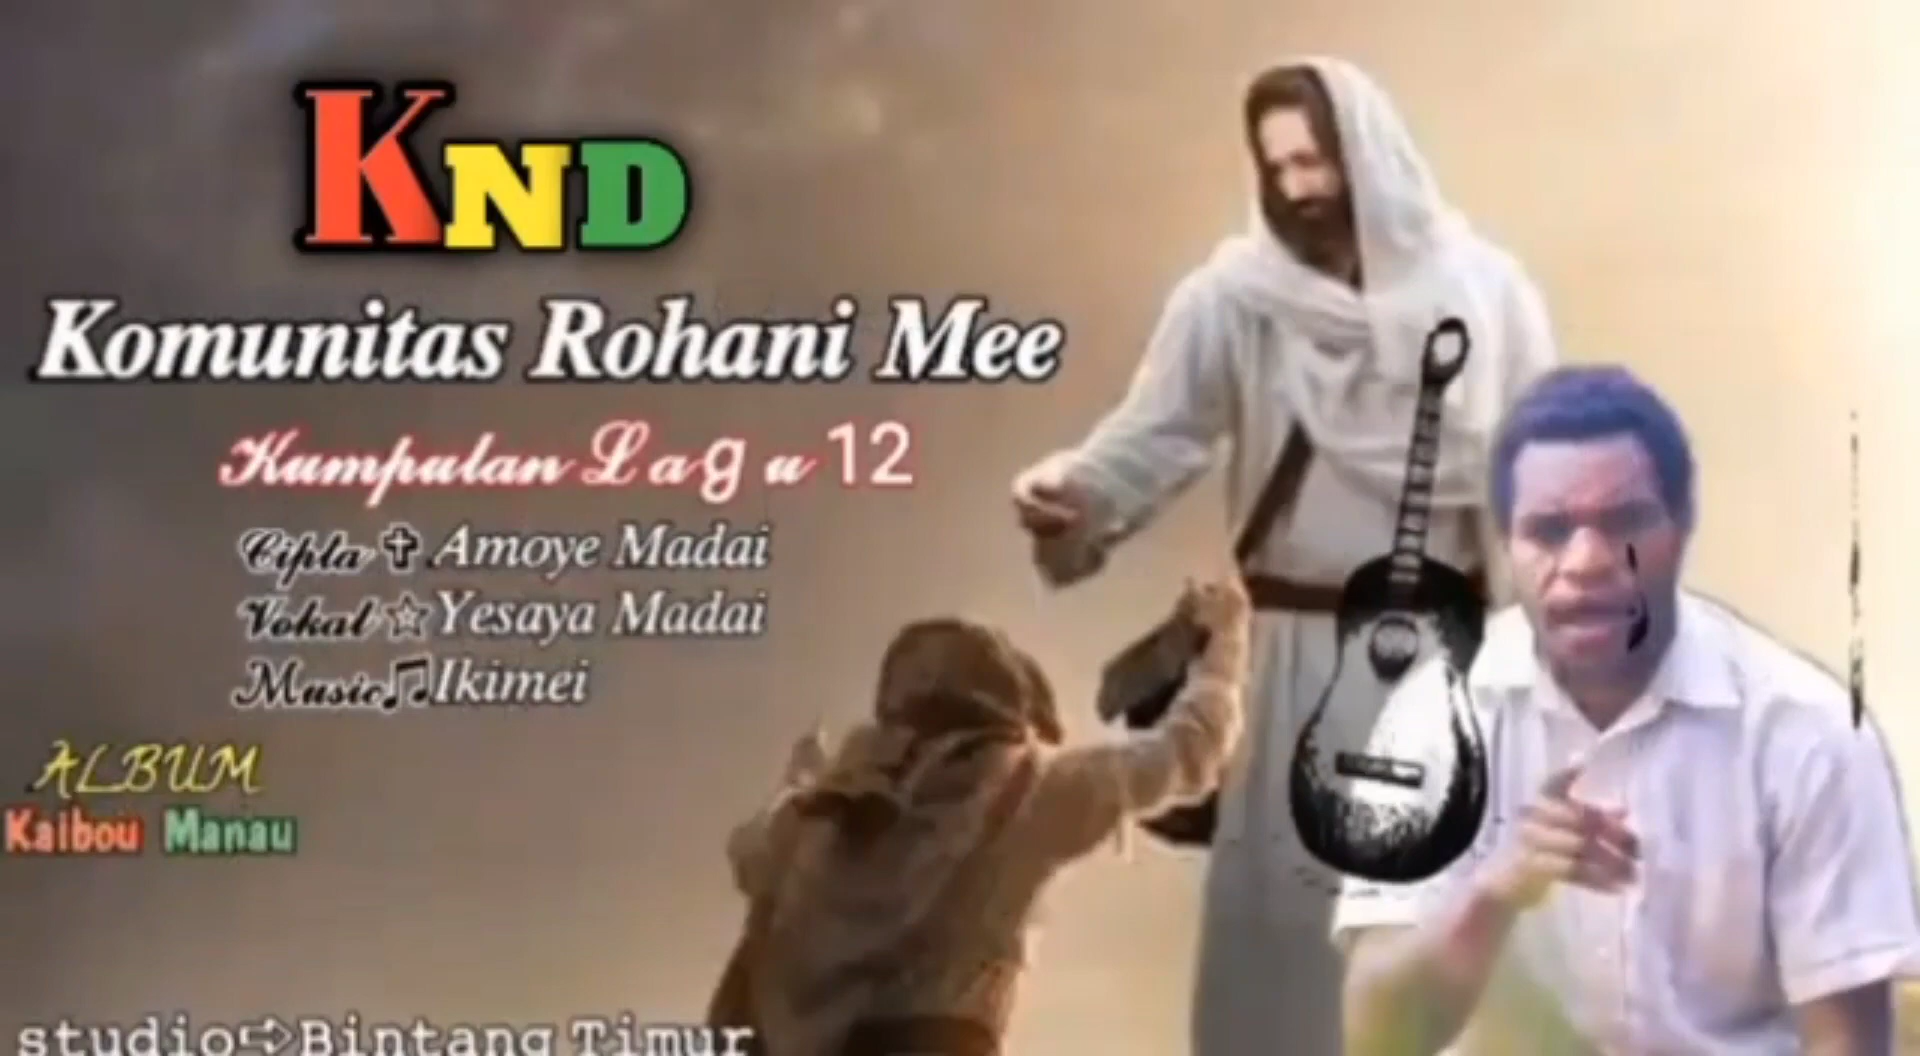 KND
Komunitas Rohani Mee
Kumpulan Lagu 12
Cipta ✞ Amoye Madai
Vokal ☆ Yesaya Madai
Music♫Ikimei
ALBUM
Kaibou Manau
studio➩Bintang Timur